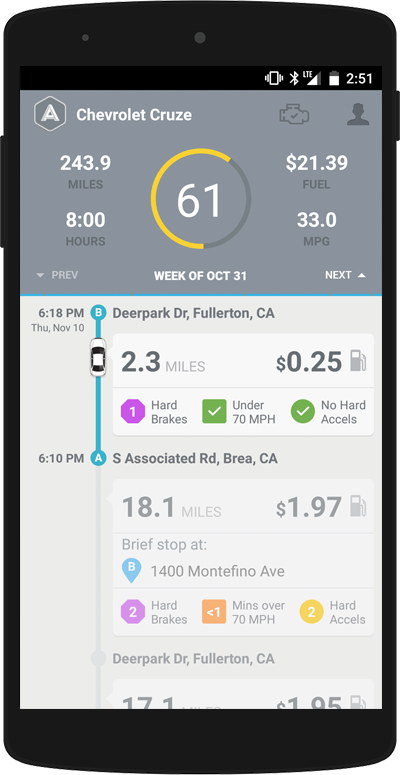 LTE 2:51
Chevrolet Cruze
243.9 $21.39
MILES FUEL
61
8:00 33.0
HOURS MPG
PREV WEEK OF OCT 31 NEXT
6:18 PM B Deerpark Dr, Fullerton, CA
Thu, Nov 10
2.3 MILES $0.25
1 Hard Brakes Under 70 MPH No Hard Accels
6:10 PM A S Associated Rd, Brea, CA
18.1 MILES $1.97
Brief stop at:
B 1400 Montefino Ave
2 Hard Brakes <1 Mins over 70 MPH 2 Hard Accels
Deerpark Dr, Fullerton, CA
17.1 MILES $1.95